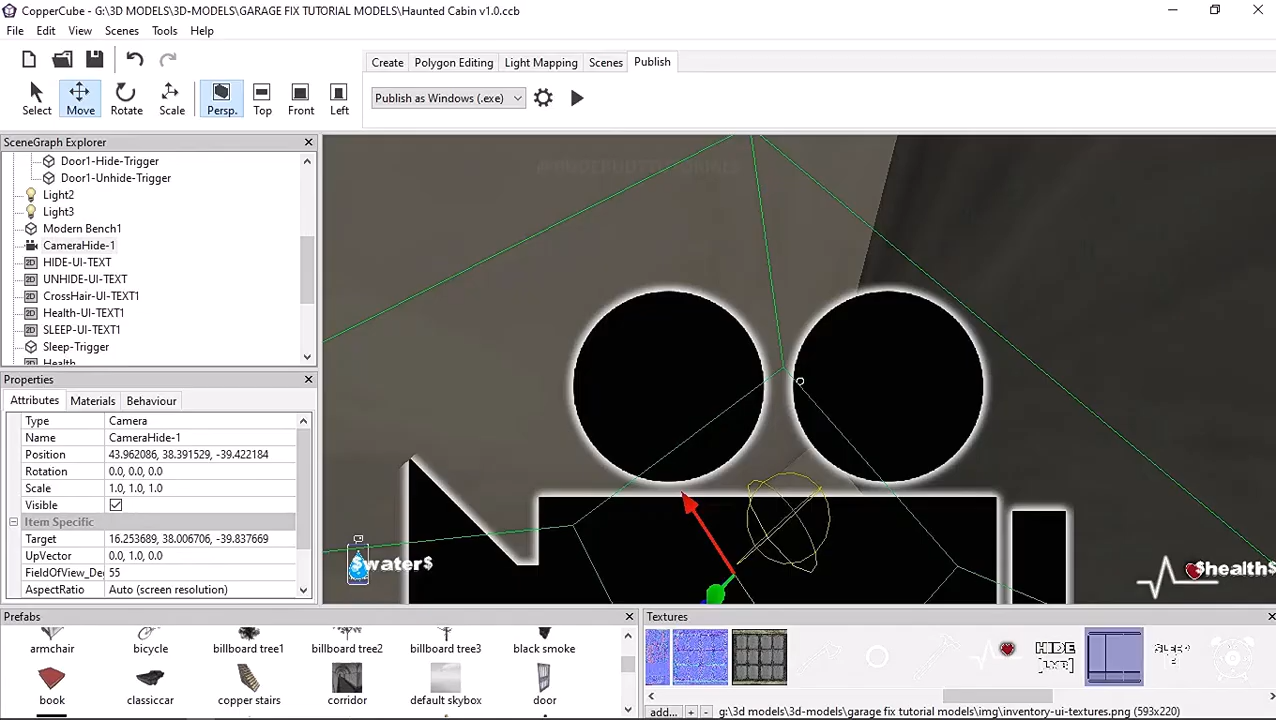 CopperCube - G:\3D MODELS\3D-MODELS\GARAGE FIX TUTORIAL MODELS\Haunted Cabin v1.0.ccb
File Edit View Scenes Tools Help
Create Polygon Editing Light Mapping Scenes Publish
Select Move Rotate Scale Persp. Top Front Left
Publish as Windows (.exe)
SceneGraph Explorer
Door1-Hide-Trigger
Door1-Unhide-Trigger
Light2
Light3
Modern Bench1
CameraHide-1
HIDE-UI-TEXT
UNHIDE-UI-TEXT
CrossHair-UI-TEXT1
Health-UI-TEXT1
SLEEP-UI-TEXT1
Sleep-Trigger
Health
Properties
Attributes Materials Behaviour
Type Camera
Name CameraHide-1
Position 43.962086, 38.391529, -39.422184
Rotation 0.0, 0.0, 0.0
Scale 1.0, 1.0, 1.0
Visible
Item Specific
Target 16.253689, 38.006706, -39.837669
UpVector 0.0, 1.0, 0.0
FieldOfView_De
55
AspectRatio Auto (screen resolution)
$water$
$health$
Prefabs
armchair bicycle billboard tree1 billboard tree2 billboard tree3 black smoke
book classiccar copper stairs corridor default skybox door
Textures
HIDE
SLEEP
add... + - g:\3d models\3d-models\garage fix tutorial models\img\inventory-ui-textures.png (593x220)